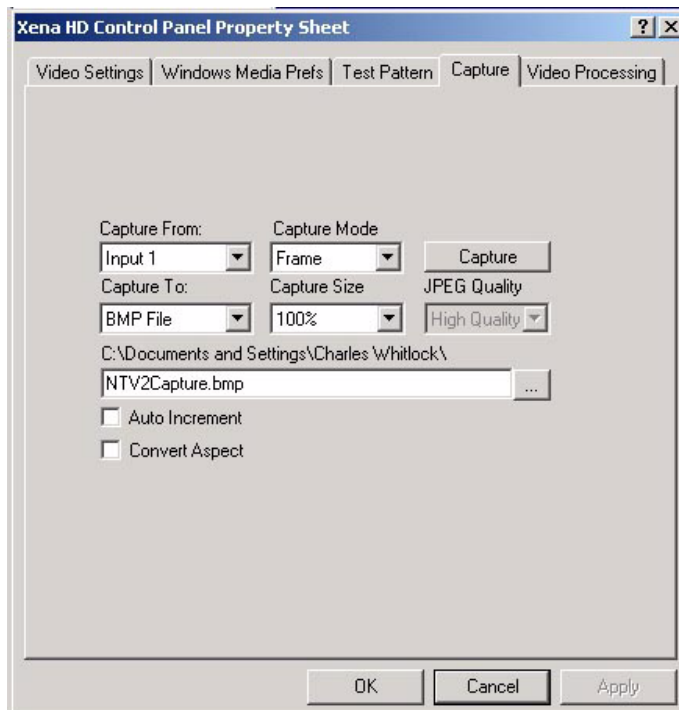 Xena HD Control Panel Property Sheet
Video Settings Windows Media Prefs Test Pattern Capture Video Processing
Capture From: Capture Mode
Input 1 Frame Capture
Capture To: Capture Size JPEG Quality
BMP File 100% High Quality
C:\Documents and Settings\Charles Whitlock\
NTV2Capture.bmp ...
Auto Increment
Convert Aspect
OK Cancel Apply